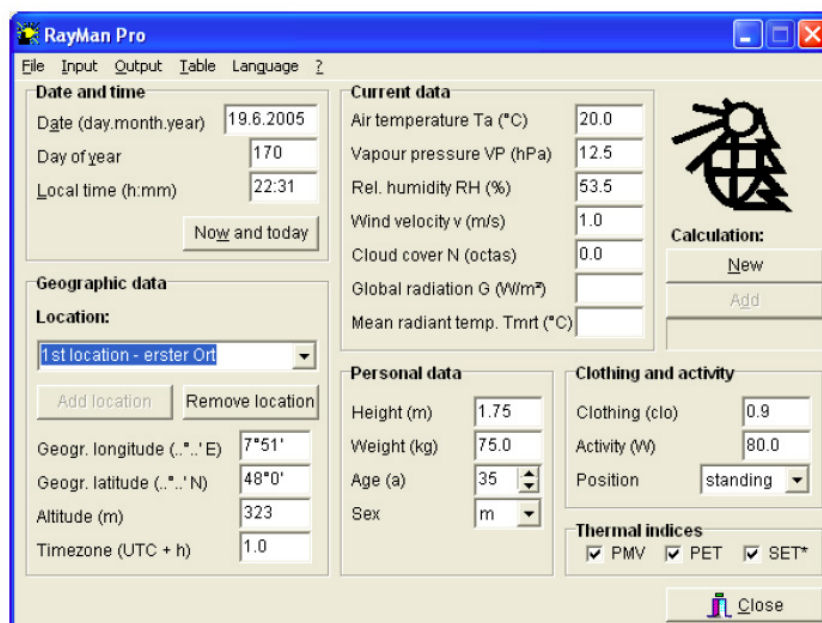 RayMan Pro
File Input Output Table Language ?
Date and time
Date (day.month.year) 19.6.2005
Day of year 170
Local time (h:mm) 22:31
Now and today
Geographic data
Location:
1st location - erster Ort
Add location Remove location
Geogr. longitude (..°..' E) 7°51'
Geogr. latitude (..°..' N) 48°0'
Altitude (m) 323
Timezone (UTC + h) 1.0
Current data
Air temperature Ta (°C) 20.0
Vapour pressure VP (hPa) 12.5
Rel. humidity RH (%) 53.5
Wind velocity v (m/s) 1.0
Cloud cover N (octas) 0.0
Global radiation G (W/m²)
Mean radiant temp. Tmrt (°C)
Calculation:
New
Add
Personal data
Height (m) 1.75
Weight (kg) 75.0
Age (a) 35
Sex m
Clothing and activity
Clothing (clo) 0.9
Activity (W) 80.0
Position standing
Thermal indices
PMV PET SET*
Close